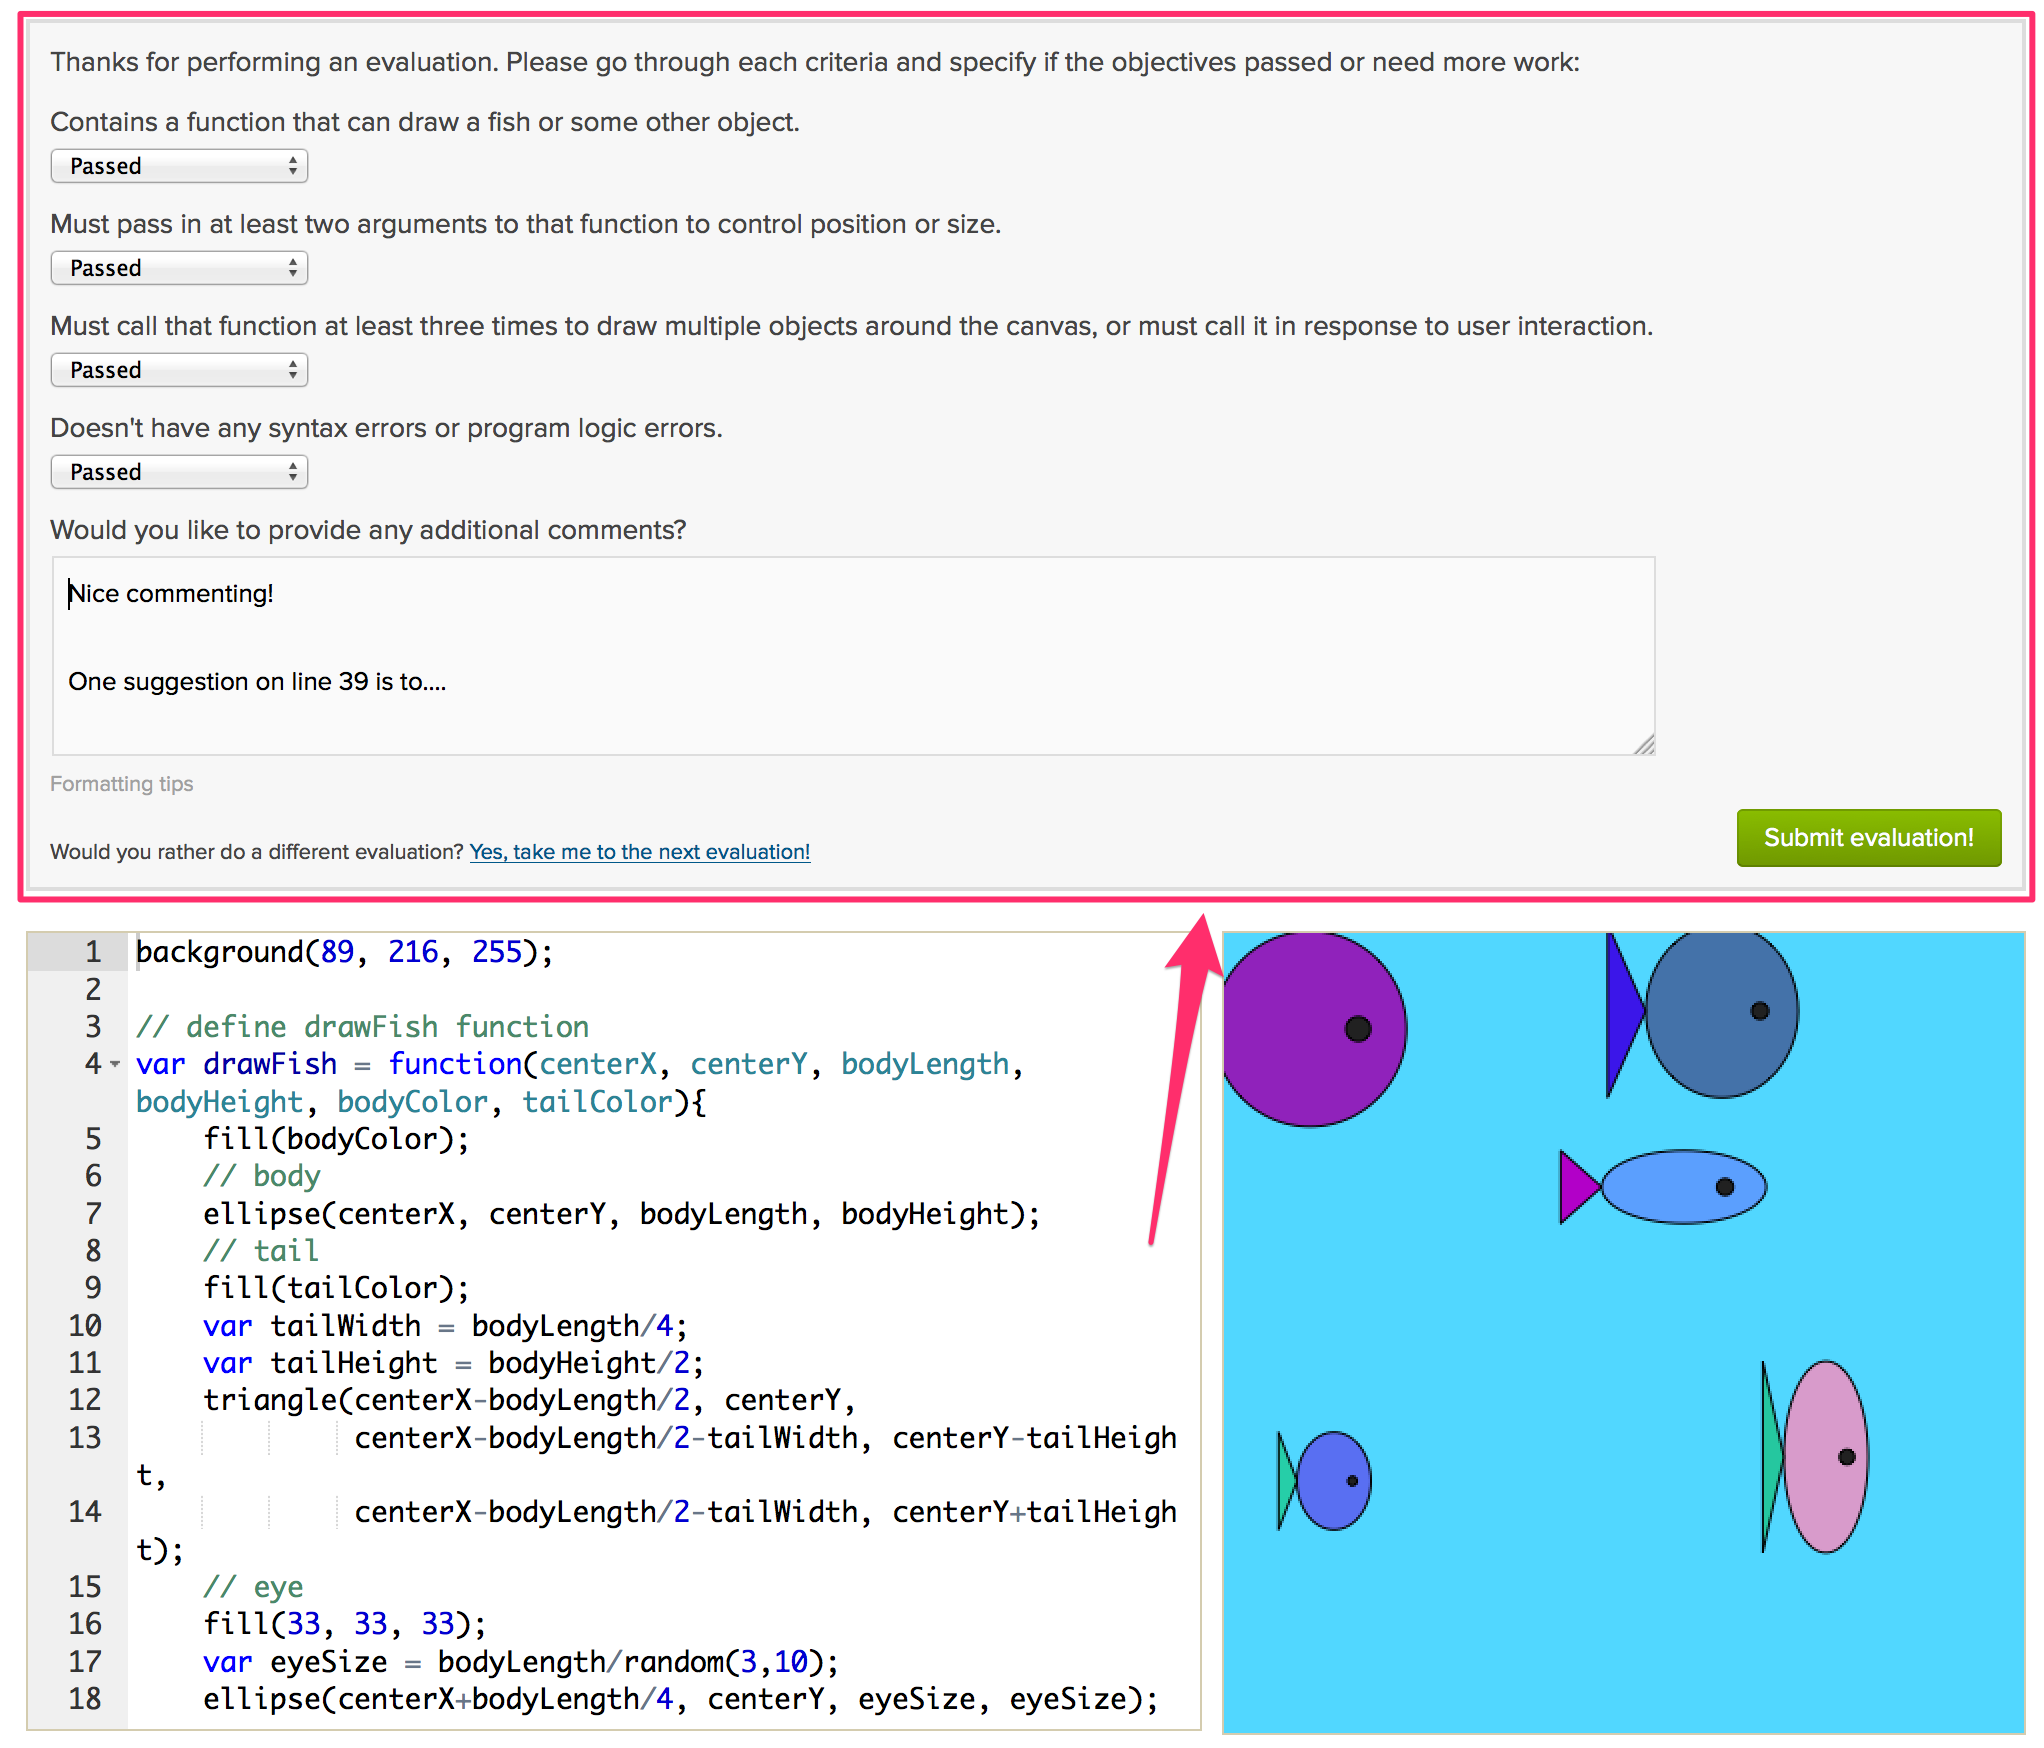 Thanks for performing an evaluation. Please go through each criteria and specify if the objectives passed or need more work:
Contains a function that can draw a fish or some other object.
Passed
Must pass in at least two arguments to that function to control position or size.
Passed
Must call that function at least three times to draw multiple objects around the canvas, or must call it in response to user interaction.
Passed
Doesn't have any syntax errors or program logic errors.
Passed
Would you like to provide any additional comments?
Nice commenting!
One suggestion on line 39 is to....
Formatting tips
Would you rather do a different evaluation? Yes, take me to the next evaluation!
Submit evaluation!
1 background(89, 216, 255);
2
3 // define drawFish function
4 var drawFish = function(centerX, centerY, bodyLength,
bodyHeight, bodyColor, tailColor){
5 fill(bodyColor);
6 // body
7 ellipse(centerX, centerY, bodyLength, bodyHeight);
8 // tail
9 fill(tailColor);
10 var tailWidth = bodyLength/4;
11 var tailHeight = bodyHeight/2;
12 triangle(centerX-bodyLength/2, centerY,
13 centerX-bodyLength/2-tailWidth, centerY-tailHeigh
t,
14 centerX-bodyLength/2-tailWidth, centerY+tailHeigh
t);
15 // eye
16 fill(33, 33, 33);
17 var eyeSize = bodyLength/random(3,10);
18 ellipse(centerX+bodyLength/4, centerY, eyeSize, eyeSize);